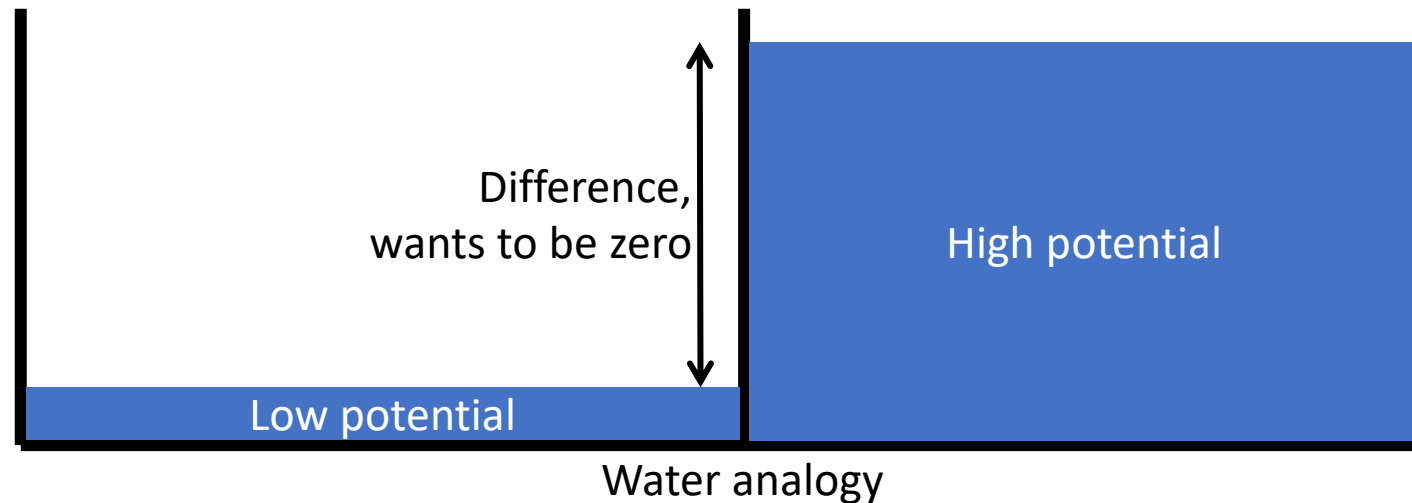 Difference,
wants to be zero
High potential
Low potential
Water analogy